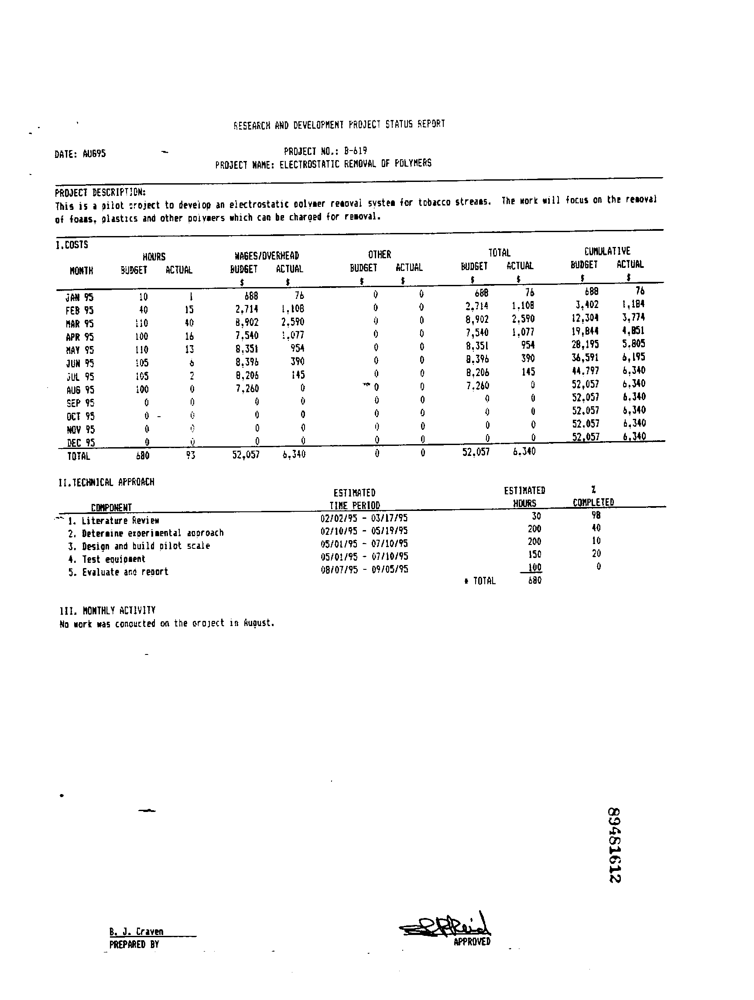 RESEARCH AND DEVELOPMENT PROJECT STATUS REPORT
DATE: AUG95
PROJECT NO.: B-619
PROJECT NAME: ELECTROSTATIC REMOVAL OF POLYMERS
PROJECT DESCRIPTION:
This is a pilot project to develop an electrostatic polymer removal system for tobacco streams. The work will focus on the removal
of foams, plastics and other polymers which can be charged for removal.
I.COSTS
HOURS WAGES/OVERHEAD OTHER TOTAL CUMULATIVE
MONTH BUDGET ACTUAL BUDGET ACTUAL BUDGET ACTUAL BUDGET ACTUAL BUDGET ACTUAL
$ $ $ $ $ $ $ $
JAN 95 10 1 688 76 0 0 688 76 688 76
FEB 95 40 15 2,714 1,108 0 0 2,714 1,108 3,402 1,184
MAR 95 110 40 8,902 2,590 0 0 8,902 2,590 12,304 3,774
APR 95 100 16 7,540 1,077 0 0 7,540 1,077 19,844 4,851
MAY 95 110 13 8,351 954 0 0 8,351 954 28,195 5,805
JUN 95 105 6 8,396 390 0 0 8,396 390 36,591 6,195
JUL 95 105 2 8,206 145 0 0 8,206 145 44,797 6,340
AUG 95 100 0 7,260 0 0 0 7,260 0 52,057 6,340
SEP 95 0 0 0 0 0 0 0 0 52,057 6,340
OCT 95 0 0 0 0 0 0 0 0 52,057 6,340
NOV 95 0 0 0 0 0 0 0 0 52,057 6,340
DEC 95 0 0 0 0 0 0 0 0 52,057 6,340
TOTAL 680 93 52,057 6,340 0 0 52,057 6,340
II.TECHNICAL APPROACH
ESTIMATED ESTIMATED %
COMPONENT TIME PERIOD HOURS COMPLETED
1. Literature Review 02/02/95 - 03/17/95 30 98
2. Determine experimental approach 02/10/95 - 05/19/95 200 40
3. Design and build pilot scale 05/01/95 - 07/10/95 200 10
4. Test equipment 05/01/95 - 07/10/95 150 20
5. Evaluate and report 08/07/95 - 09/05/95 100 0
* TOTAL 680
III. MONTHLY ACTIVITY
No work was conducted on the project in August.
89481612
B. J. Craven
PREPARED BY
APPROVED